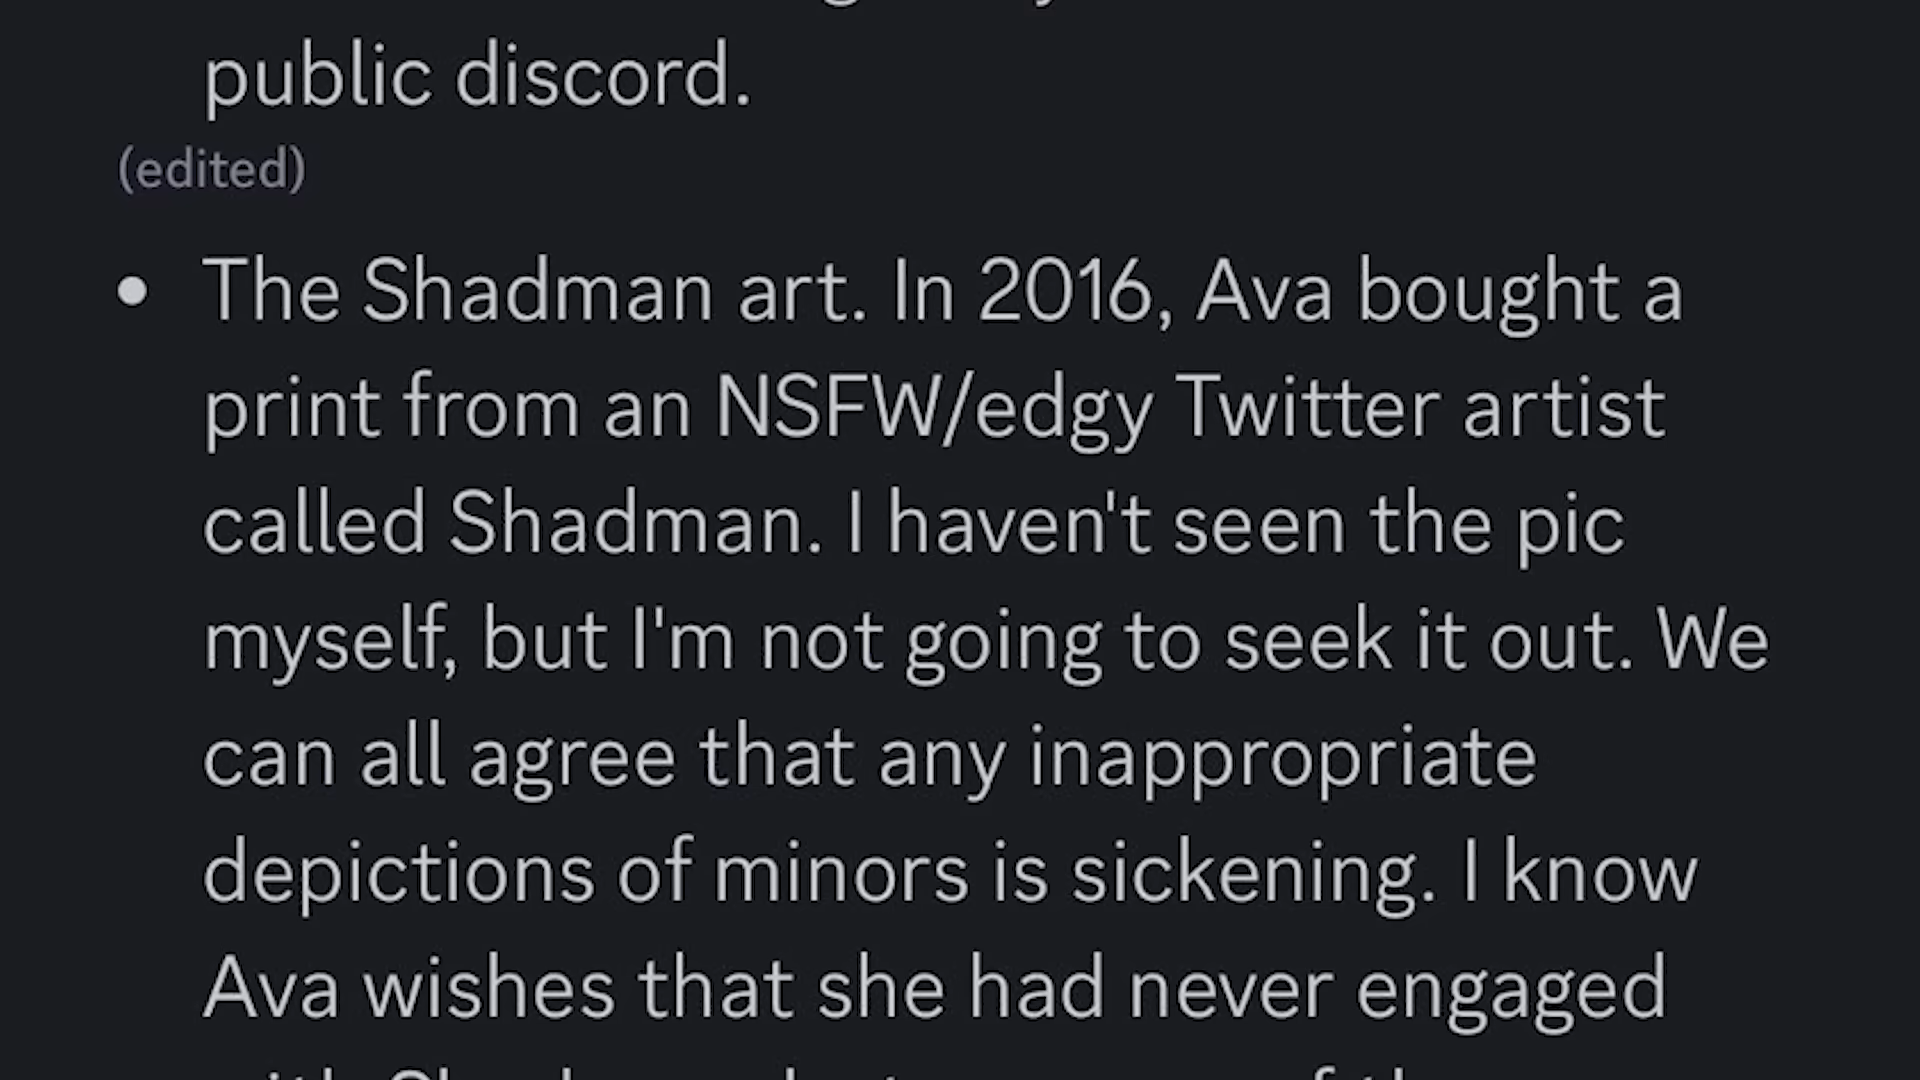 public discord.
(edited)
• The Shadman art. In 2016, Ava bought a
print from an NSFW/edgy Twitter artist
called Shadman. I haven't seen the pic
myself, but I'm not going to seek it out. We
can all agree that any inappropriate
depictions of minors is sickening. I know
Ava wishes that she had never engaged